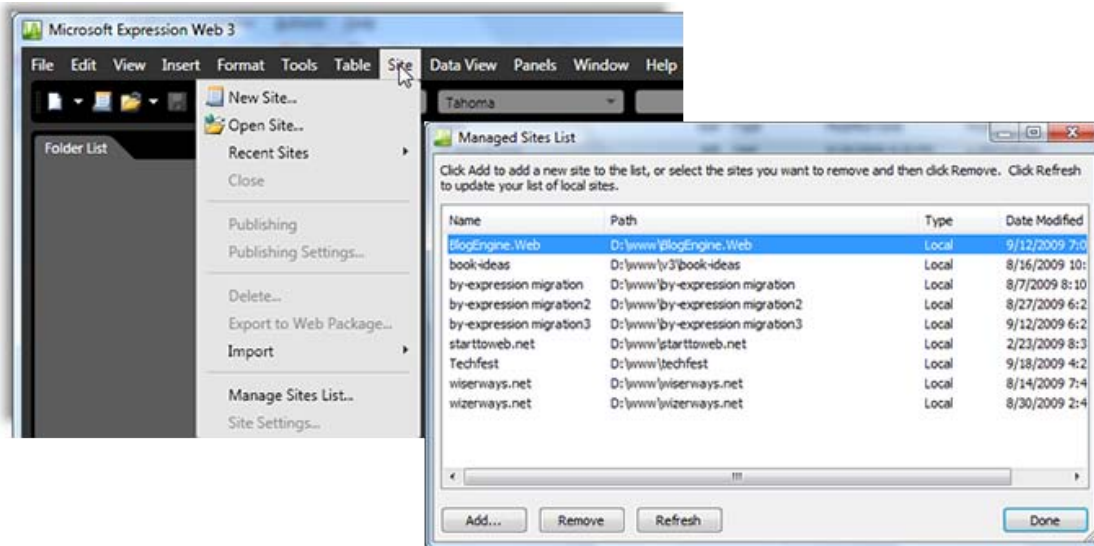 Microsoft Expression Web 3
File Edit View Insert Format Tools Table Site Data View Panels Window Help
Tahoma
Folder List
New Site...
Open Site...
Recent Sites
Close
Publishing
Publishing Settings...
Delete...
Export to Web Package...
Import
Manage Sites List...
Site Settings...
Managed Sites List
Click Add to add a new site to the list, or select the sites you want to remove and then click Remove. Click Refresh
to update your list of local sites.
Name Path Type Date Modified
BlogEngine.Web D:\www\BlogEngine.Web Local 9/12/2009 7:0
book-ideas D:\www\v3\book-ideas Local 8/16/2009 10:
by-expression migration D:\www\by-expression migration Local 8/7/2009 8:10
by-expression migration2 D:\www\by-expression migration2 Local 8/27/2009 6:2
by-expression migration3 D:\www\by-expression migration3 Local 9/12/2009 6:2
starttoweb.net D:\www\starttoweb.net Local 2/23/2009 8:3
Techfest D:\www\techfest Local 9/18/2009 4:2
wiserways.net D:\www\wiserways.net Local 8/14/2009 7:4
wizerways.net D:\www\wizerways.net Local 8/30/2009 2:4
Add... Remove Refresh Done